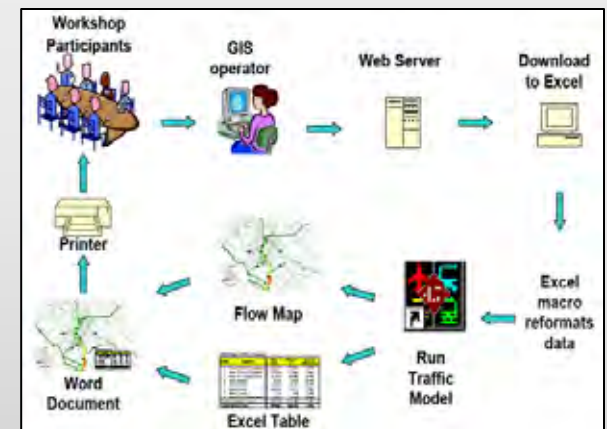 Workshop
Participants
GIS
operator
Web Server
Download
to Excel
Excel
macro
reformats
data
Run
Traffic
Model
Flow Map
Excel Table
Word
Document
Printer